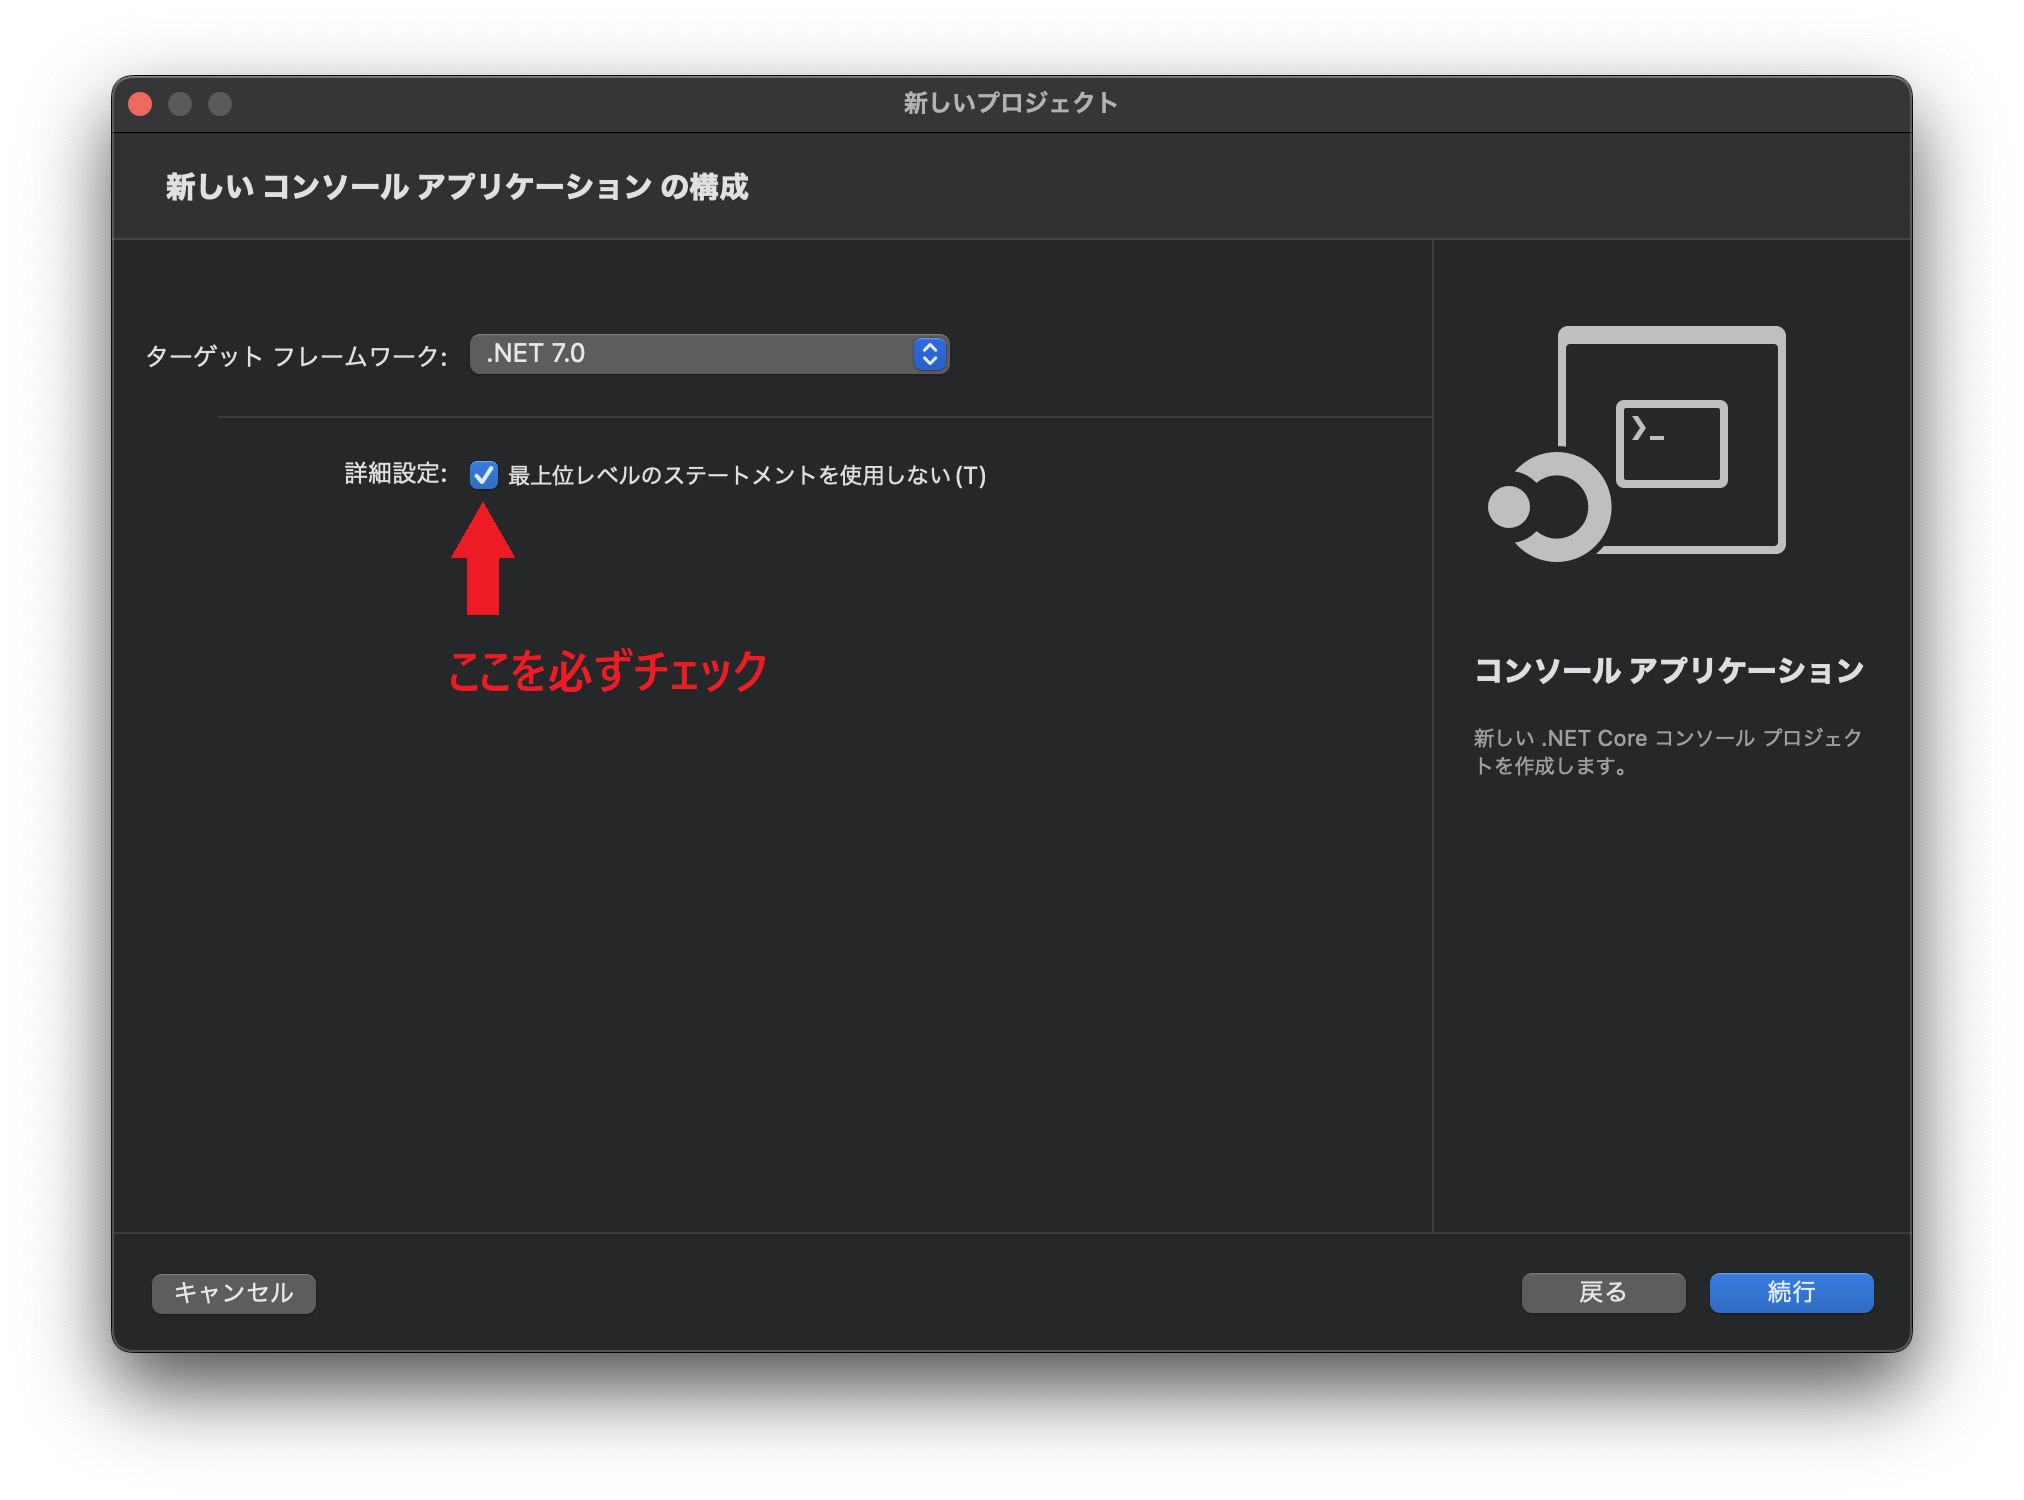 新しいプロジェクト
新しい コンソール アプリケーション の構成
ターゲット フレームワーク: .NET 7.0
詳細設定: 最上位レベルのステートメントを使用しない(T)
ここを必ずチェック
コンソール アプリケーション
新しい .NET Core コンソール プロジェク
トを作成します。
キャンセル 戻る 続行